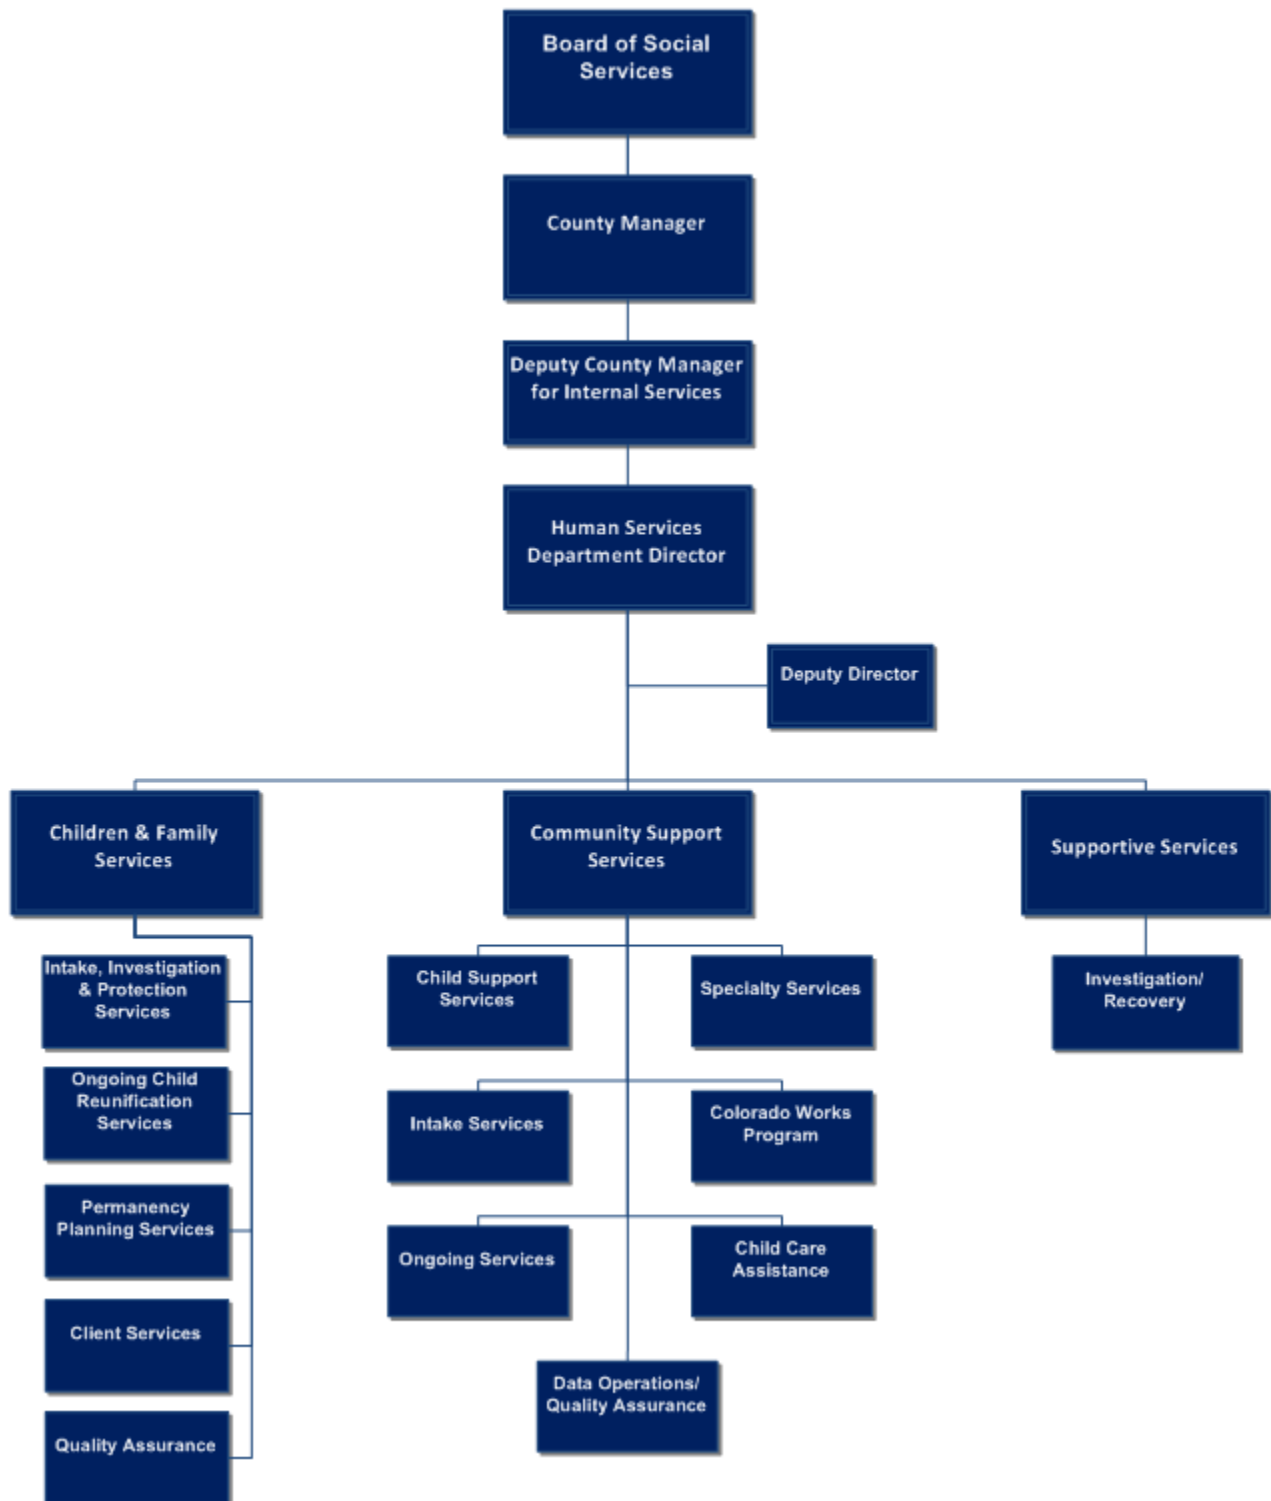 Board of Social
Services
County Manager
Deputy County Manager
for Internal Services
Human Services
Department Director
Deputy Director
Children & Family
Services
Community Support
Services
Supportive Services
Intake, Investigation
& Protection
Services
Ongoing Child
Reunification
Services
Permanency
Planning Services
Client Services
Quality Assurance
Child Support
Services
Specialty Services
Intake Services
Colorado Works
Program
Ongoing Services
Child Care
Assistance
Data Operations/
Quality Assurance
Investigation/
Recovery